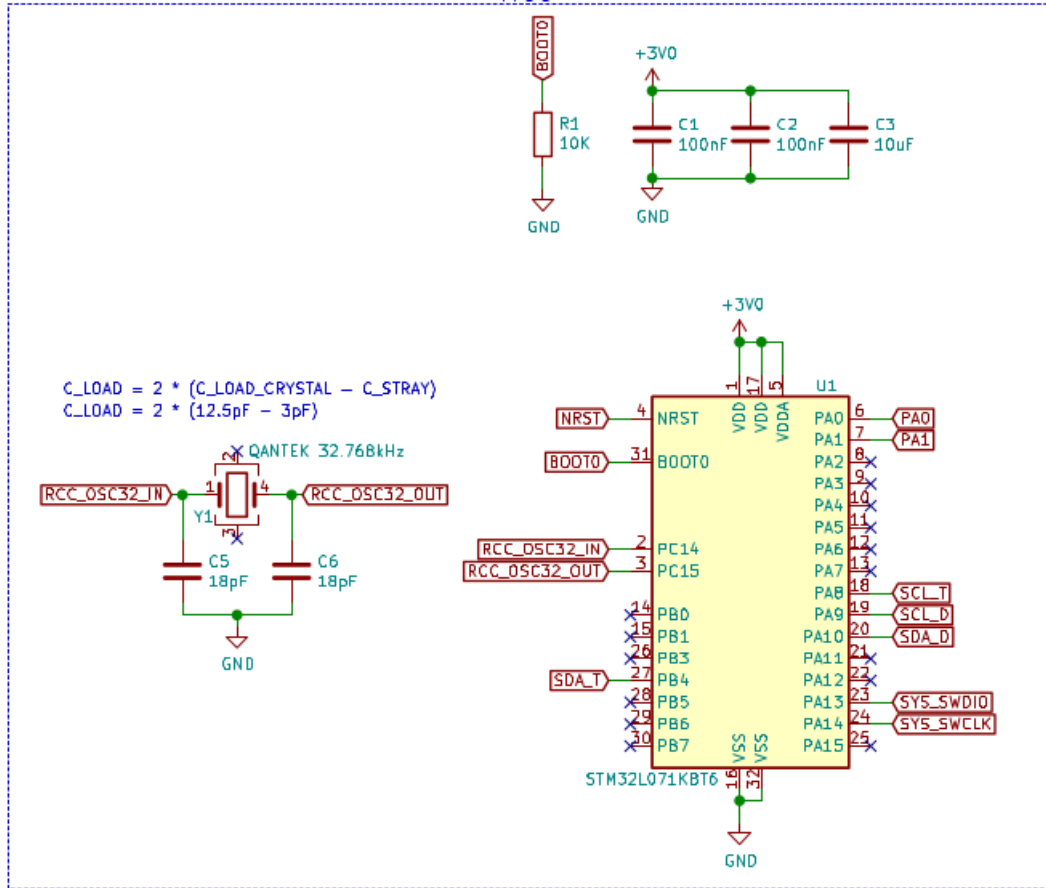 BOOT0
R1
10K
GND
+3V0
C1
100nF
C2
100nF
C3
10uF
GND
C_LOAD = 2 * (C_LOAD_CRYSTAL - C_STRAY)
C_LOAD = 2 * (12.5pF - 3pF)
QANTEK 32.768kHz
RCC_OSC32_IN
1
2
3
4
Y1
RCC_OSC32_OUT
C5
18pF
C6
18pF
GND
+3V0
U1
1 VDD
17 VDD
5 VDDA
NRST 4 NRST
BOOT0 31 BOOT0
RCC_OSC32_IN 2 PC14
RCC_OSC32_OUT 3 PC15
14 PB0
15 PB1
26 PB3
SDA_T 27 PB4
28 PB5
29 PB6
30 PB7
PA0 6 PA0
PA1 7 PA1
PA2 8
PA3 9
PA4 10
PA5 11
PA6 12
PA7 13
PA8 18 SCL_T
PA9 19 SCL_D
PA10 20 SDA_D
PA11 21
PA12 22
PA13 23 SYS_SWDIO
PA14 24 SYS_SWCLK
PA15 25
VSS 16
VSS 32
STM32L071KBT6
GND